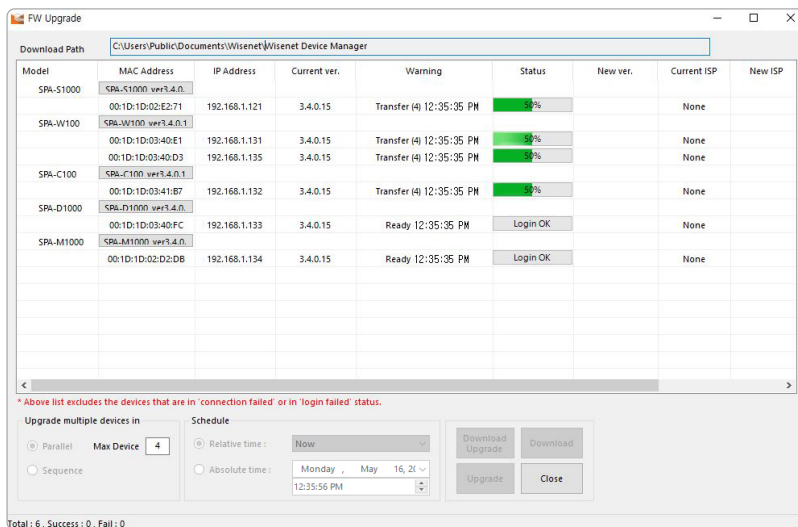 FW Upgrade
Download Path C:\Users\Public\Documents\Wisenet\Wisenet Device Manager
Model MAC Address IP Address Current ver. Warning Status New ver. Current ISP New ISP
SPA-S1000 SPA-S1000 ver3.4.0.
00:1D:1D:02:E2:71 192.168.1.121 3.4.0.15 Transfer (4) 12:35:35 PM 50% None
SPA-W100 SPA-W100 ver3.4.0.1
00:1D:1D:03:40:E1 192.168.1.131 3.4.0.15 Transfer (4) 12:35:35 PM 50% None
00:1D:1D:03:40:D3 192.168.1.135 3.4.0.15 Transfer (4) 12:35:35 PM 50% None
SPA-C100 SPA-C100 ver3.4.0.1
00:1D:1D:03:41:B7 192.168.1.132 3.4.0.15 Transfer (4) 12:35:35 PM 50% None
SPA-D1000 SPA-D1000 ver3.4.0.
00:1D:1D:03:40:FC 192.168.1.133 3.4.0.15 Ready 12:35:35 PM Login OK None
SPA-M1000 SPA-M1000 ver3.4.0.
00:1D:1D:02:D2:DB 192.168.1.134 3.4.0.15 Ready 12:35:35 PM Login OK None
* Above list excludes the devices that are in 'connection failed' or in 'login failed' status.
Upgrade multiple devices in
Parallel Max Device 4
Sequence
Schedule
Relative time : Now
Absolute time : Monday , May 16, 20
12:35:56 PM
Download Upgrade
Download
Upgrade
Close
Total : 6 , Success : 0 , Fail : 0